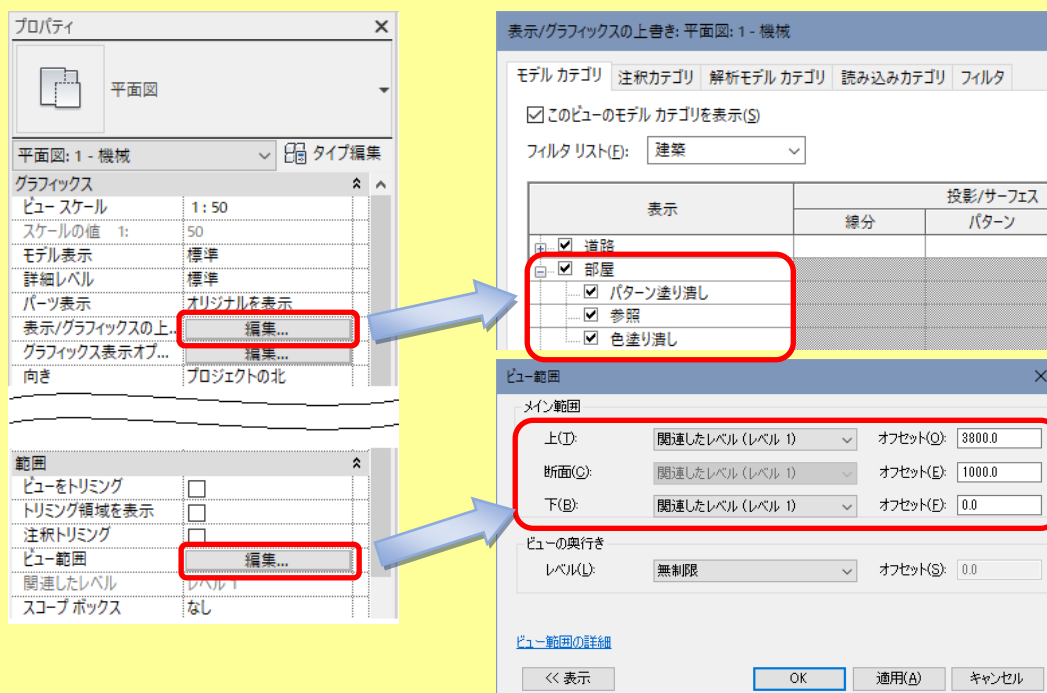 プロパティ
平面図
平面図: 1 - 機械
タイプ編集
グラフィックス
ビュー スケール 1 : 50
スケールの値 1: 50
モデル表示 標準
詳細レベル 標準
パーツ表示 オリジナルを表示
表示/グラフィックスの上... 編集...
グラフィックス表示オプ... 編集...
向き プロジェクトの北
範囲
ビューをトリミング
トリミング領域を表示
注釈トリミング
ビュー範囲 編集...
関連したレベル レベル 1
スコープ ボックス なし
表示/グラフィックスの上書き: 平面図: 1 - 機械
モデル カテゴリ 注釈カテゴリ 解析モデル カテゴリ 読み込みカテゴリ フィルタ
このビューのモデル カテゴリを表示(S)
フィルタ リスト(F): 建築
表示 投影/サーフェス
線分 パターン
道路
部屋
パターン塗り潰し
参照
色塗り潰し
ビュー範囲
メイン範囲
上(T): 関連したレベル (レベル 1) オフセット(O): 3800.0
断面(C): 関連したレベル (レベル 1) オフセット(E): 1000.0
下(B): 関連したレベル (レベル 1) オフセット(F): 0.0
ビューの奥行き
レベル(L): 無制限 オフセット(S): 0.0
ビュー範囲の詳細
<< 表示 OK 適用(A) キャンセル